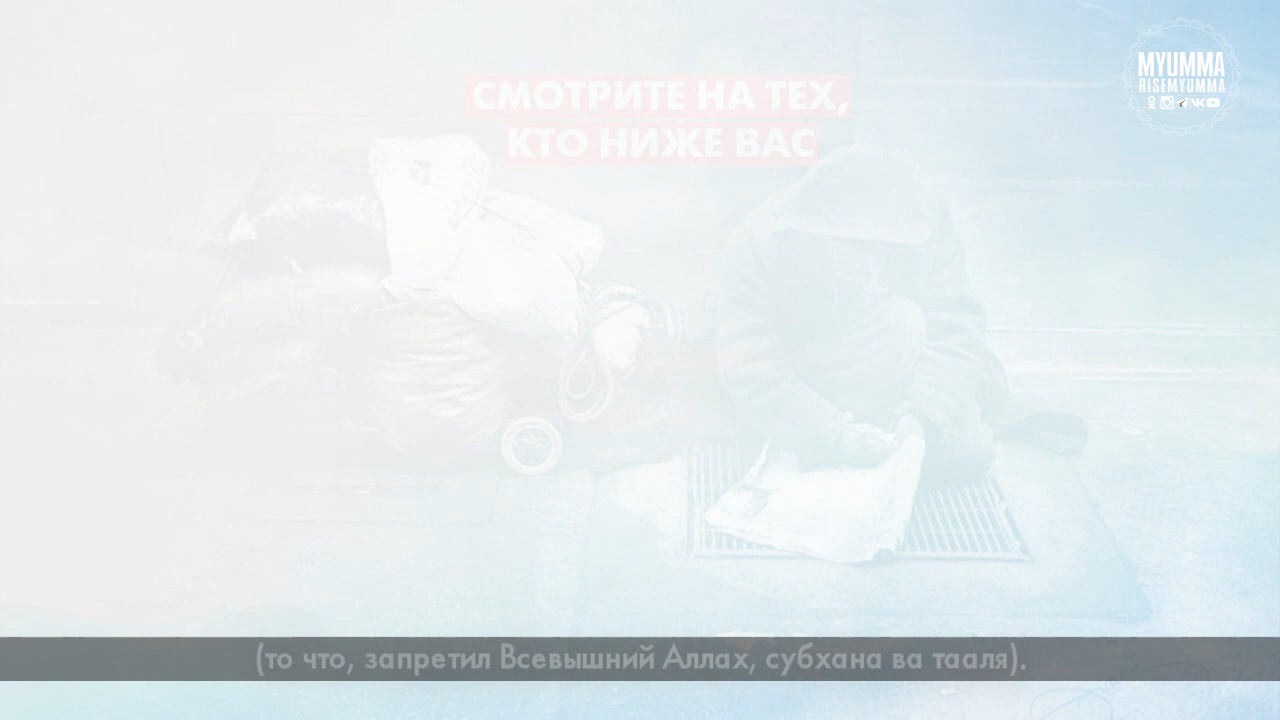 СМОТРИТЕ НА ТЕХ,
КТО НИЖЕ ВАС
MYUMMA
RISEMYUMMA
(то что, запретил Всевышний Аллах, субхана ва тааля).